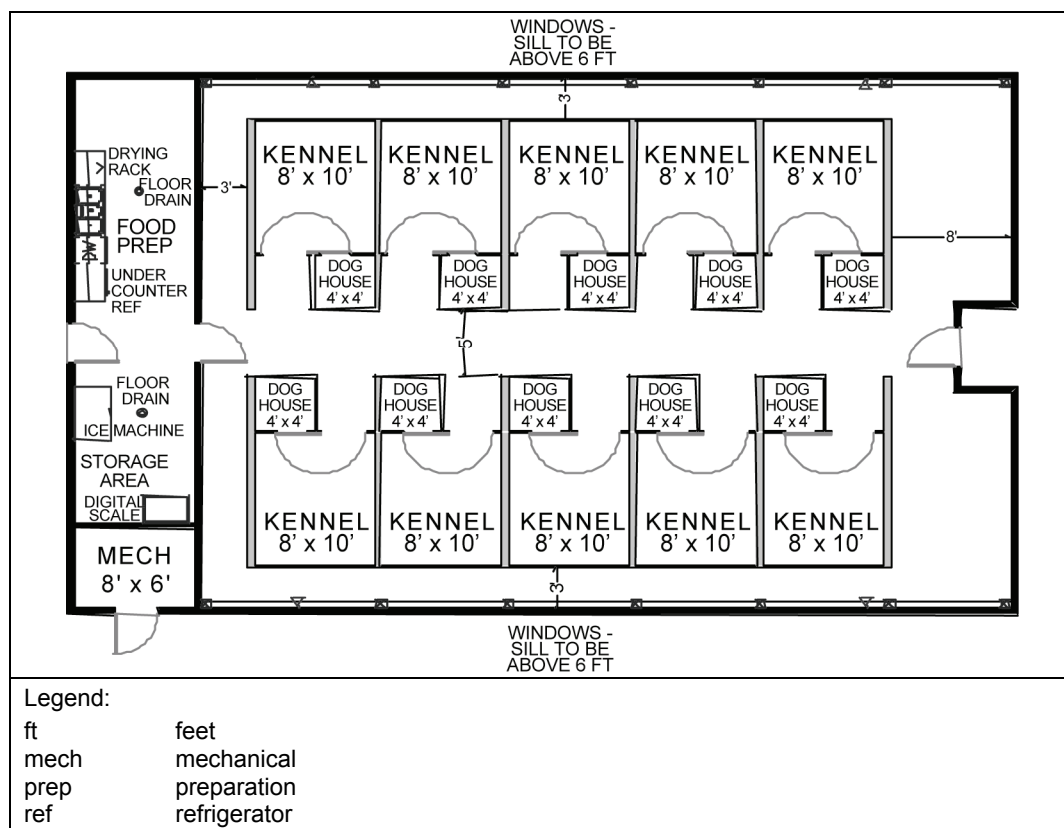 WINDOWS -
SILL TO BE
ABOVE 6 FT
3'
DRYING
RACK
FLOOR
DRAIN
FOOD
PREP
DW
UNDER
COUNTER
REF
3'
KENNEL
8' x 10'
KENNEL
8' x 10'
KENNEL
8' x 10'
KENNEL
8' x 10'
KENNEL
8' x 10'
8'
DOG
HOUSE
4' x 4'
DOG
HOUSE
4' x 4'
DOG
HOUSE
4' x 4'
DOG
HOUSE
4' x 4'
DOG
HOUSE
4' x 4'
5'
FLOOR
DRAIN
ICE MACHINE
STORAGE
AREA
DIGITAL
SCALE
DOG
HOUSE
4' x 4'
DOG
HOUSE
4' x 4'
DOG
HOUSE
4' x 4'
DOG
HOUSE
4' x 4'
DOG
HOUSE
4' x 4'
KENNEL
8' x 10'
KENNEL
8' x 10'
KENNEL
8' x 10'
KENNEL
8' x 10'
KENNEL
8' x 10'
MECH
8' x 6'
3'
WINDOWS -
SILL TO BE
ABOVE 6 FT
Legend:
ft feet
mech mechanical
prep preparation
ref refrigerator